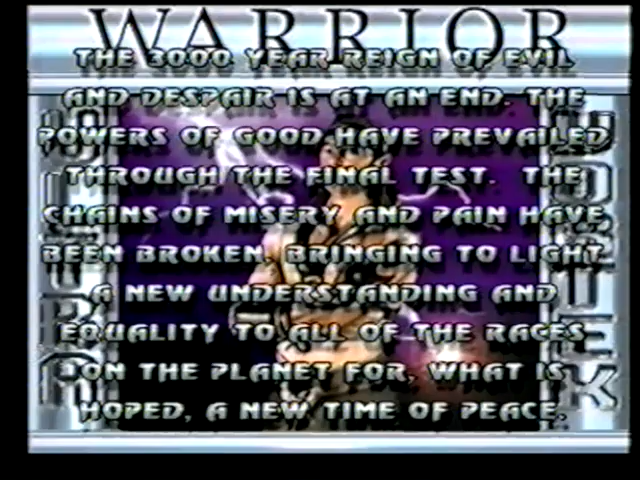 WARRIOR
THE 3000 YEAR REIGN OF EVIL
AND DESPAIR IS AT AN END. THE
POWERS OF GOOD HAVE PREVAILED
THROUGH THE FINAL TEST. THE
CHAINS OF MISERY AND PAIN HAVE
BEEN BROKEN, BRINGING TO LIGHT
A NEW UNDERSTANDING AND
EQUALITY TO ALL OF THE RACES
ON THE PLANET FOR, WHAT IS
HOPED, A NEW TIME OF PEACE.